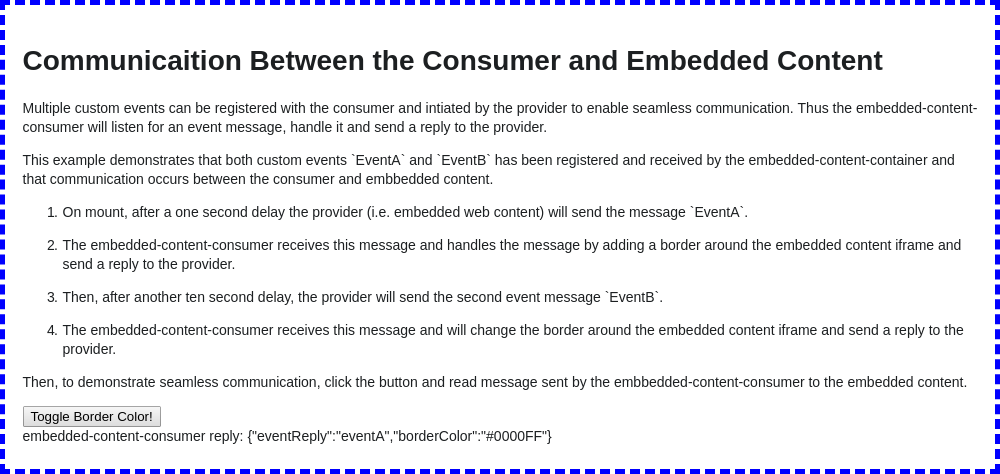 Communicaition Between the Consumer and Embedded Content
Multiple custom events can be registered with the consumer and intiated by the provider to enable seamless communication. Thus the embedded-content-
consumer will listen for an event message, handle it and send a reply to the provider.
This example demonstrates that both custom events `EventA` and `EventB` has been registered and received by the embedded-content-container and
that communication occurs between the consumer and embbedded content.
1. On mount, after a one second delay the provider (i.e. embedded web content) will send the message `EventA`.
2. The embedded-content-consumer receives this message and handles the message by adding a border around the embedded content iframe and
send a reply to the provider.
3. Then, after another ten second delay, the provider will send the second event message `EventB`.
4. The embedded-content-consumer receives this message and will change the border around the embedded content iframe and send a reply to the
provider.
Then, to demonstrate seamless communication, click the button and read message sent by the embbedded-content-consumer to the embedded content.
Toggle Border Color!
embedded-content-consumer reply: {"eventReply":"eventA","borderColor":"#0000FF"}